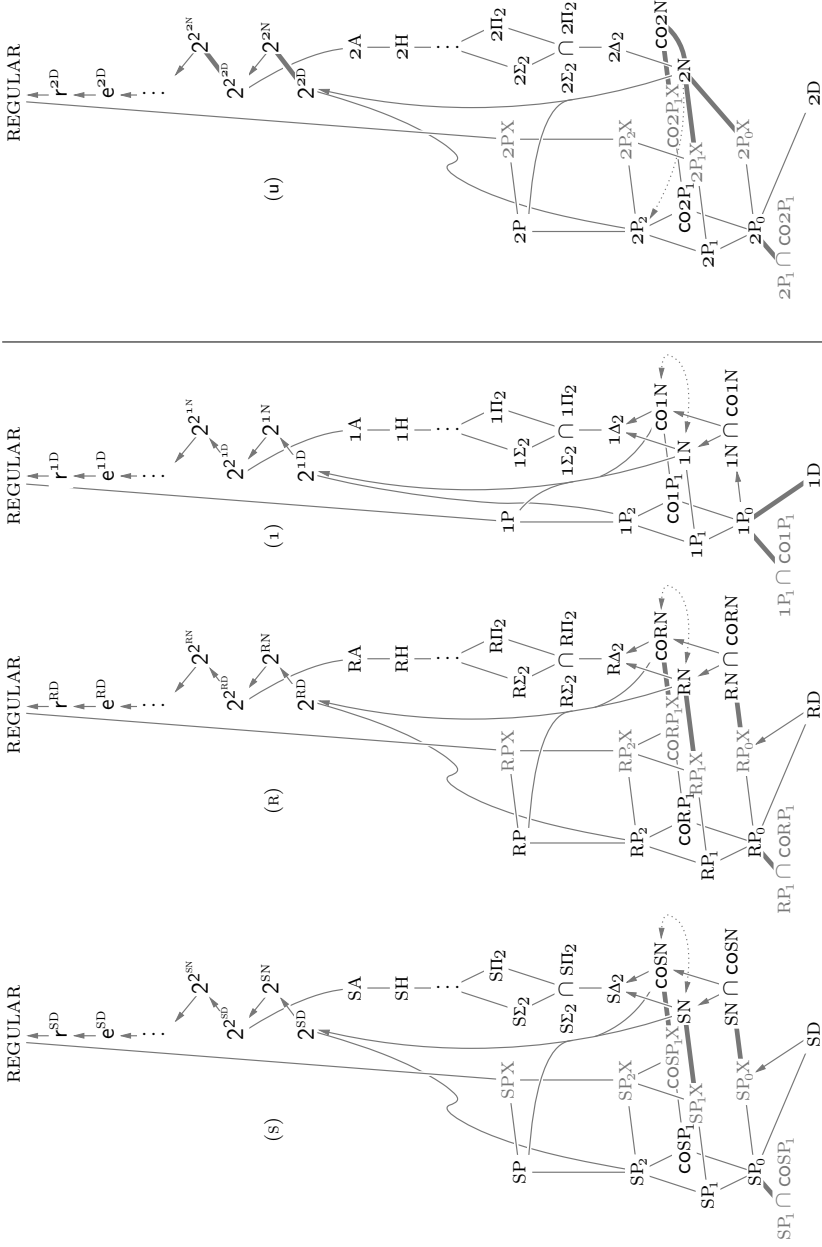 REGULAR
r^SD
e^SD
...
2^2^SN
2^2^SD
(s)
2^SN
2^SD
SA
SH
...
SΠ₂
SP SPX SΣ₂
SΣ₂ ∩ SΠ₂
SP₂ SP₂X SΔ₂
coSP₁ coSP₁X coSN
SP₁ SP₁X SN
SP₀ SP₀X SN ∩ coSN
SP₁ ∩ coSP₁
SD
REGULAR
r^RD
e^RD
...
2^2^RN
2^2^RD
(R)
2^RN
2^RD
RA
RH
...
RΠ₂
RP RPX RΣ₂
RΣ₂ ∩ RΠ₂
RP₂ RP₂X RΔ₂
coRP₁ coRP₁X coRN
RP₁ RP₁X RN
RP₀ RP₀X RN ∩ coRN
RP₁ ∩ coRP₁
RD
REGULAR
r^1D
e^1D
...
2^2^1N
2^2^1D
(1)
2^1N
2^1D
1A
1H
...
1Π₂
1P 1Σ₂
1Σ₂ ∩ 1Π₂
1P₂ 1Δ₂
co1P₁ co1N
1P₁ 1N
1P₀ 1N ∩ co1N
1P₁ ∩ co1P₁
1D
REGULAR
r^2D
e^2D
...
2^2^2N
2^2^2D
(u)
2^2N
2^2D
2A
2H
...
2Π₂
2P 2PX 2Σ₂
2Σ₂ ∩ 2Π₂
2P₂ 2P₂X 2Δ₂
co2P₁ co2P₁X co2N
2P₁ 2P₁X 2N
2P₀ 2P₀X
2P₁ ∩ co2P₁
2D